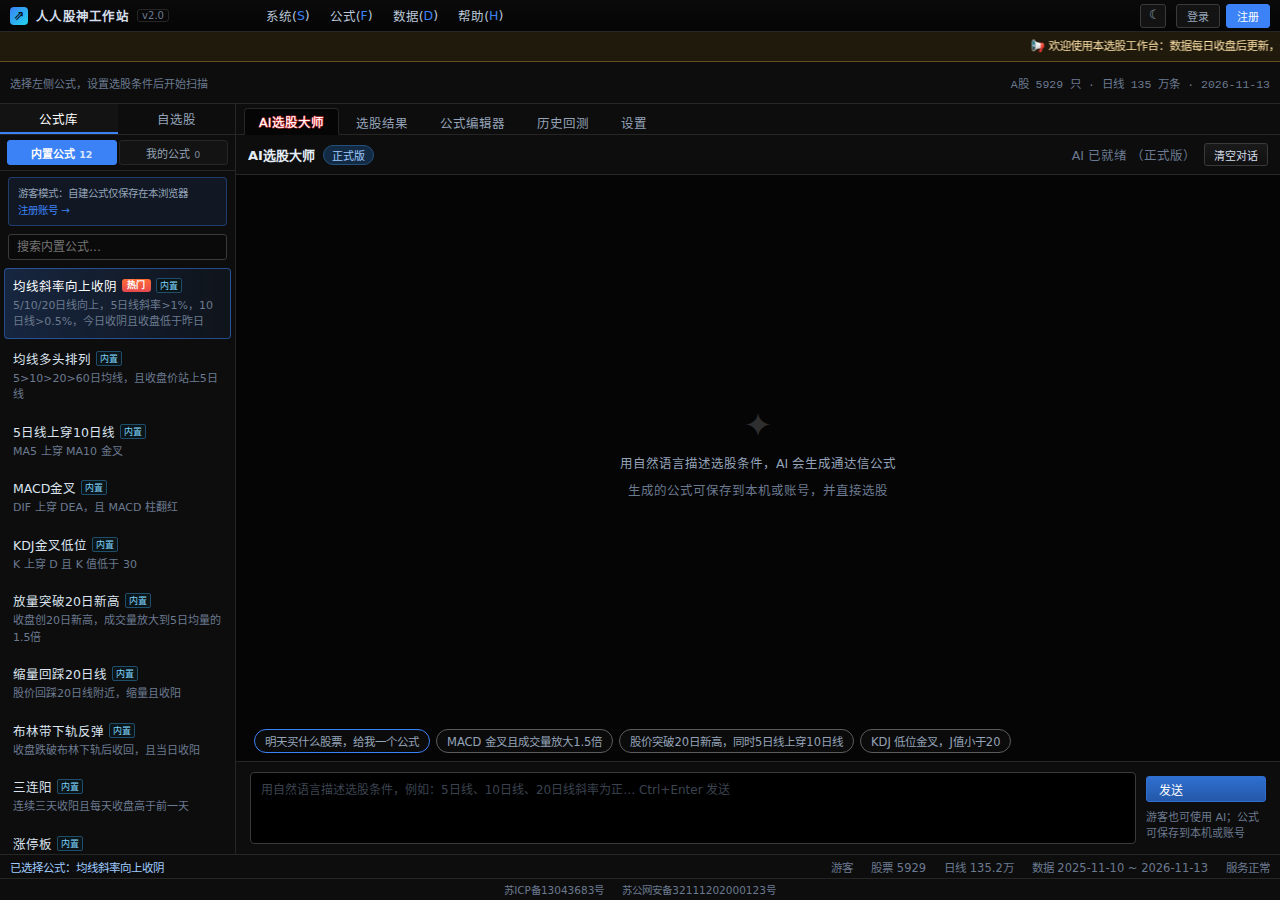 人人股神工作站 v2.0 系统(S) 公式(F) 数据(D) 帮助(H) 登录 注册
欢迎使用本选股工作台：数据每日收盘后更新，
选择左侧公式，设置选股条件后开始扫描 A股 5929 只 · 日线 135 万条 · 2026-11-13
公式库 自选股
AI选股大师 选股结果 公式编辑器 历史回测 设置
内置公式 12 我的公式 0
AI选股大师 正式版 AI 已就绪 （正式版） 清空对话
游客模式：自建公式仅保存在本浏览器
注册账号 →
搜索内置公式…
均线斜率向上收阴 热门 内置
5/10/20日线向上，5日线斜率>1%，10
日线>0.5%，今日收阴且收盘低于昨日
均线多头排列 内置
5>10>20>60日均线，且收盘价站上5日
线
5日线上穿10日线 内置
MA5 上穿 MA10 金叉
MACD金叉 内置
DIF 上穿 DEA，且 MACD 柱翻红
KDJ金叉低位 内置
K 上穿 D 且 K 值低于 30
放量突破20日新高 内置
收盘创20日新高，成交量放大到5日均量的
1.5倍
缩量回踩20日线 内置
股价回踩20日线附近，缩量且收阳
布林带下轨反弹 内置
收盘跌破布林下轨后收回，且当日收阳
三连阳 内置
连续三天收阳且每天收盘高于前一天
涨停板 内置
用自然语言描述选股条件，AI 会生成通达信公式
生成的公式可保存到本机或账号，并直接选股
明天买什么股票，给我一个公式 MACD 金叉且成交量放大1.5倍 股价突破20日新高，同时5日线上穿10日线 KDJ 低位金叉，J值小于20
用自然语言描述选股条件，例如：5日线、10日线、20日线斜率为正… Ctrl+Enter 发送
发送
游客也可使用 AI；公式
可保存到本机或账号
已选择公式：均线斜率向上收阴 游客 股票 5929 日线 135.2万 数据 2025-11-10 ~ 2026-11-13 服务正常
苏ICP备13043683号 苏公网安备32111202000123号